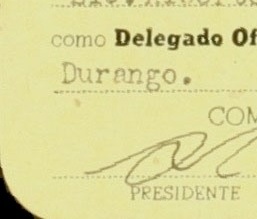 como Delegado Of
Durango.
COM
PRESIDENTE